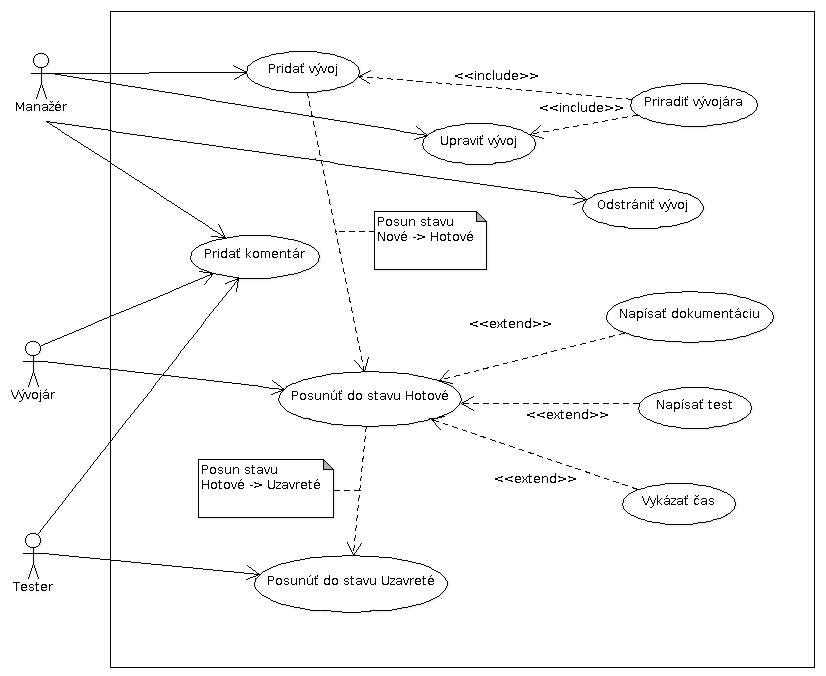 Manažér
Pridať vývoj
<<include>>
Priradiť vývojára
<<include>>
Upraviť vývoj
Odstrániť vývoj
Posun stavu
Nové -> Hotové
Pridať komentár
<<extend>>
Napísať dokumentáciu
Vývojár
Posunúť do stavu Hotové
<<extend>>
Napísať test
Posun stavu
Hotové -> Uzavreté
<<extend>>
Vykázať čas
Tester
Posunúť do stavu Uzavreté